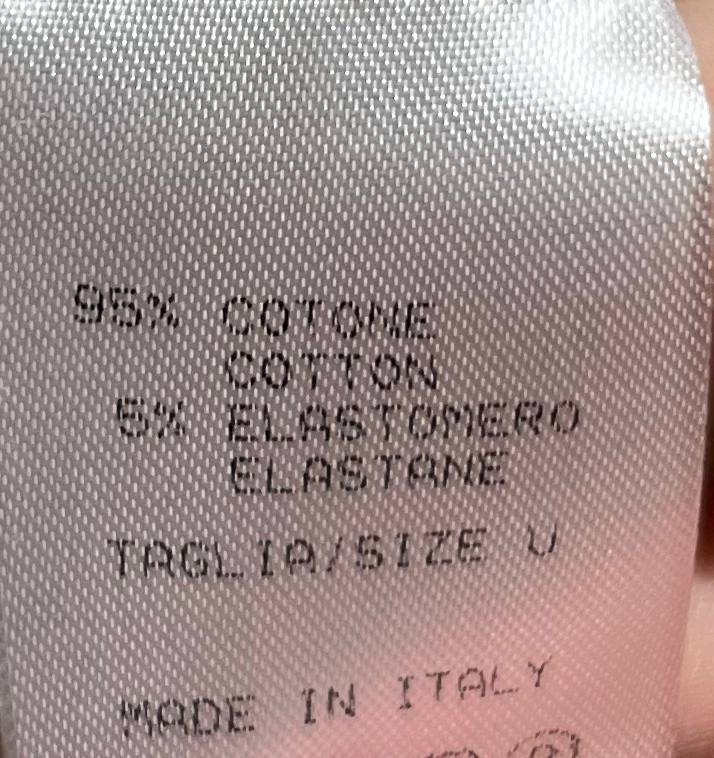 95% COTONE
COTTON
5% ELASTOMERO
ELASTANE
TAGLIA/SIZE U
MADE IN ITALY